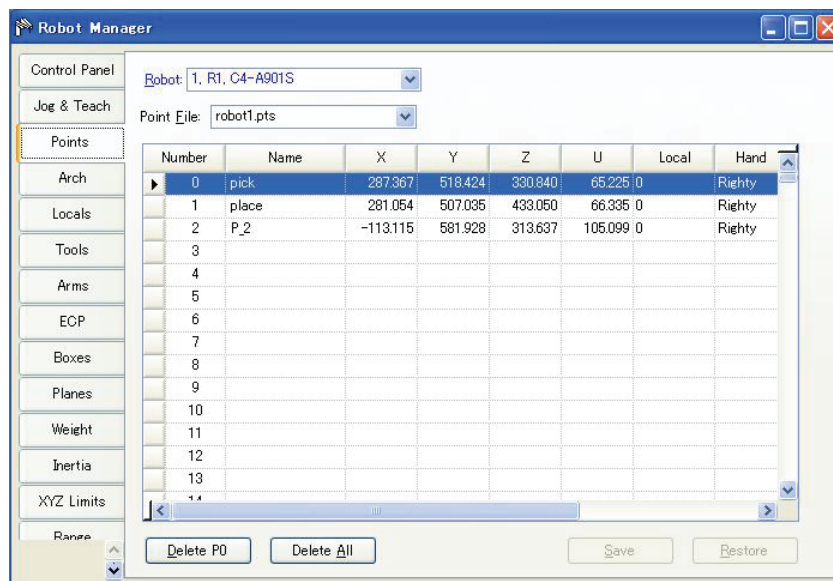 Robot Manager
Control Panel
Jog & Teach
Points
Arch
Locals
Tools
Arms
ECP
Boxes
Planes
Weight
Inertia
XYZ Limits
Range
Robot: 1, R1, C4-A901S
Point File: robot1.pts
Number Name X Y Z U Local Hand
0 pick 287.367 518.424 330.840 65.225 0 Righty
1 place 281.054 507.035 433.050 66.335 0 Righty
2 P_2 -113.115 581.928 313.637 105.099 0 Righty
3
4
5
6
7
8
9
10
11
12
13
14
Delete P0 Delete All Save Restore